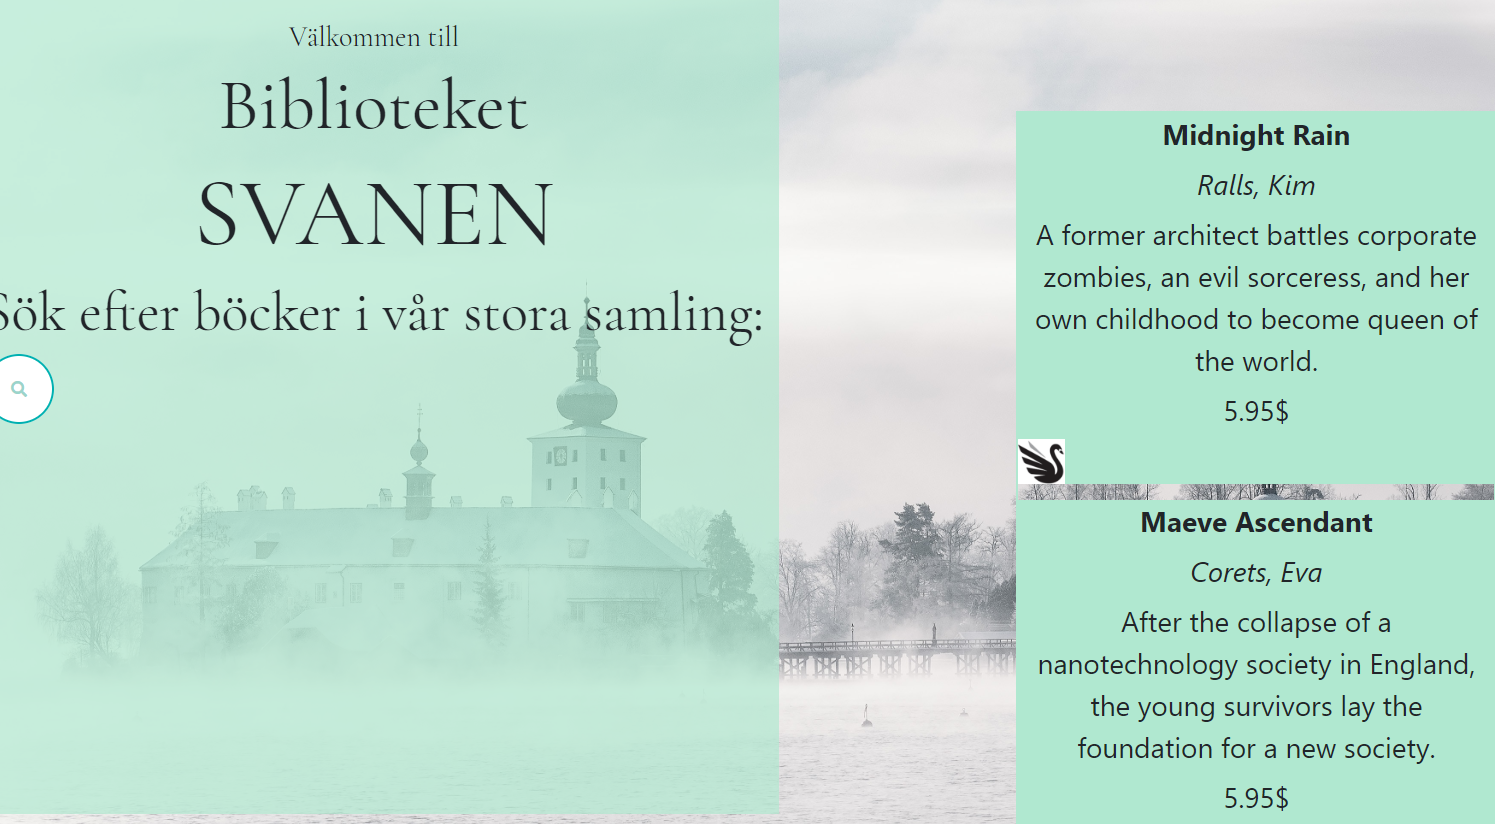 Välkommen till
Biblioteket
SVANEN
Sök efter böcker i vår stora samling:
Midnight Rain
Ralls, Kim
A former architect battles corporate
zombies, an evil sorceress, and her
own childhood to become queen of
the world.
5.95$
Maeve Ascendant
Corets, Eva
After the collapse of a
nanotechnology society in England,
the young survivors lay the
foundation for a new society.
5.95$